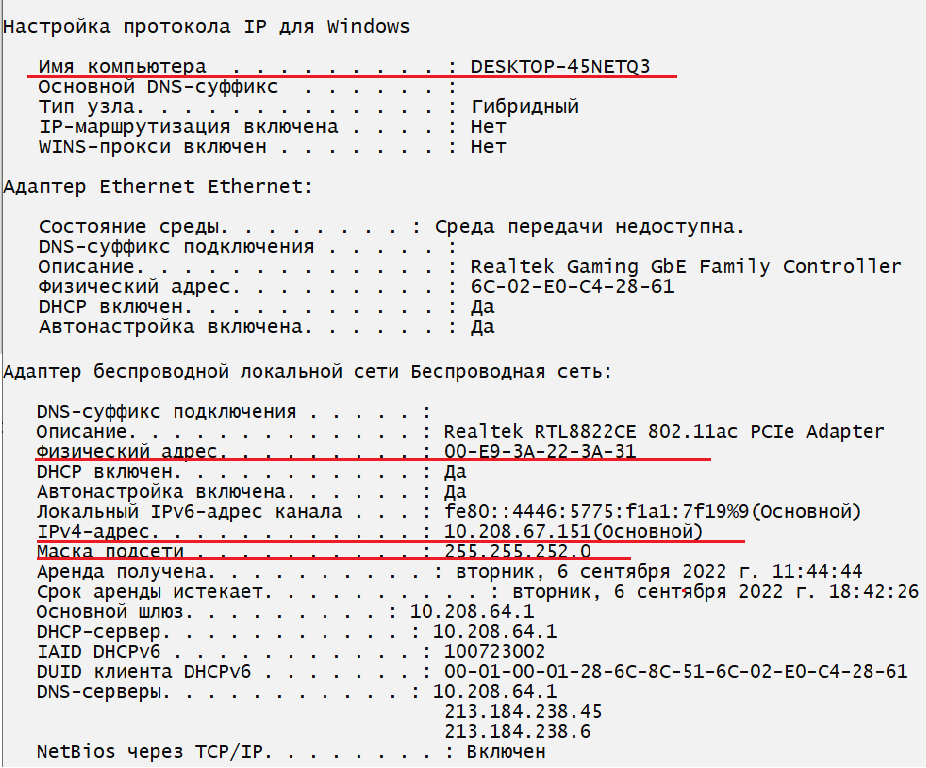 Настройка протокола IP для Windows
Имя компьютера . . . . . . . . . : DESKTOP-45NETQ3
Основной DNS-суффикс . . . . . . :
Тип узла. . . . . . . . . . . . . : Гибридный
IP-маршрутизация включена . . . . : Нет
WINS-прокси включен . . . . . . . : Нет
Адаптер Ethernet Ethernet:
Состояние среды. . . . . . . . : Среда передачи недоступна.
DNS-суффикс подключения . . . . . :
Описание. . . . . . . . . . . . . : Realtek Gaming GbE Family Controller
Физический адрес. . . . . . . . . : 6C-02-E0-C4-28-61
DHCP включен. . . . . . . . . . . : Да
Автонастройка включена. . . . . . : Да
Адаптер беспроводной локальной сети Беспроводная сеть:
DNS-суффикс подключения . . . . . :
Описание. . . . . . . . . . . . . : Realtek RTL8822CE 802.11ac PCIe Adapter
Физический адрес. . . . . . . . . : 00-E9-3A-22-3A-31
DHCP включен. . . . . . . . . . . : Да
Автонастройка включена. . . . . . : Да
Локальный IPv6-адрес канала . . . : fe80::4446:5775:f1a1:7f19%9(Основной)
IPv4-адрес. . . . . . . . . . . . : 10.208.67.151(Основной)
Маска подсети . . . . . . . . . . : 255.255.252.0
Аренда получена. . . . . . . . . . : вторник, 6 сентября 2022 г. 11:44:44
Срок аренды истекает. . . . . . . . . . : вторник, 6 сентября 2022 г. 18:42:26
Основной шлюз. . . . . . . . . : 10.208.64.1
DHCP-сервер. . . . . . . . . . . : 10.208.64.1
IAID DHCPv6 . . . . . . . . . . . : 100723002
DUID клиента DHCPv6 . . . . . . . : 00-01-00-01-28-6C-8C-51-6C-02-E0-C4-28-61
DNS-серверы. . . . . . . . . . . : 10.208.64.1
213.184.238.45
213.184.238.6
NetBios через TCP/IP. . . . . . . . : Включен